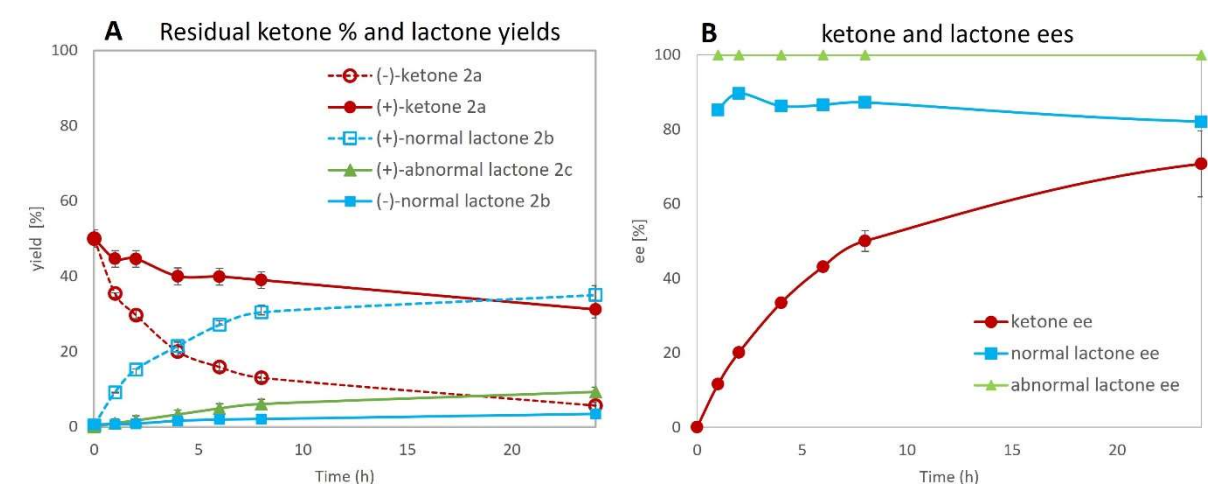 A Residual ketone % and lactone yields
100
80
60
40
20
0
yield [%]
0 5 10 15 20
Time (h)
(-)-ketone 2a
(+)-ketone 2a
(+)-normal lactone 2b
(+)-abnormal lactone 2c
(-)-normal lactone 2b
B ketone and lactone ees
100
80
60
40
20
0
ee [%]
0 5 10 15 20
Time (h)
ketone ee
normal lactone ee
abnormal lactone ee